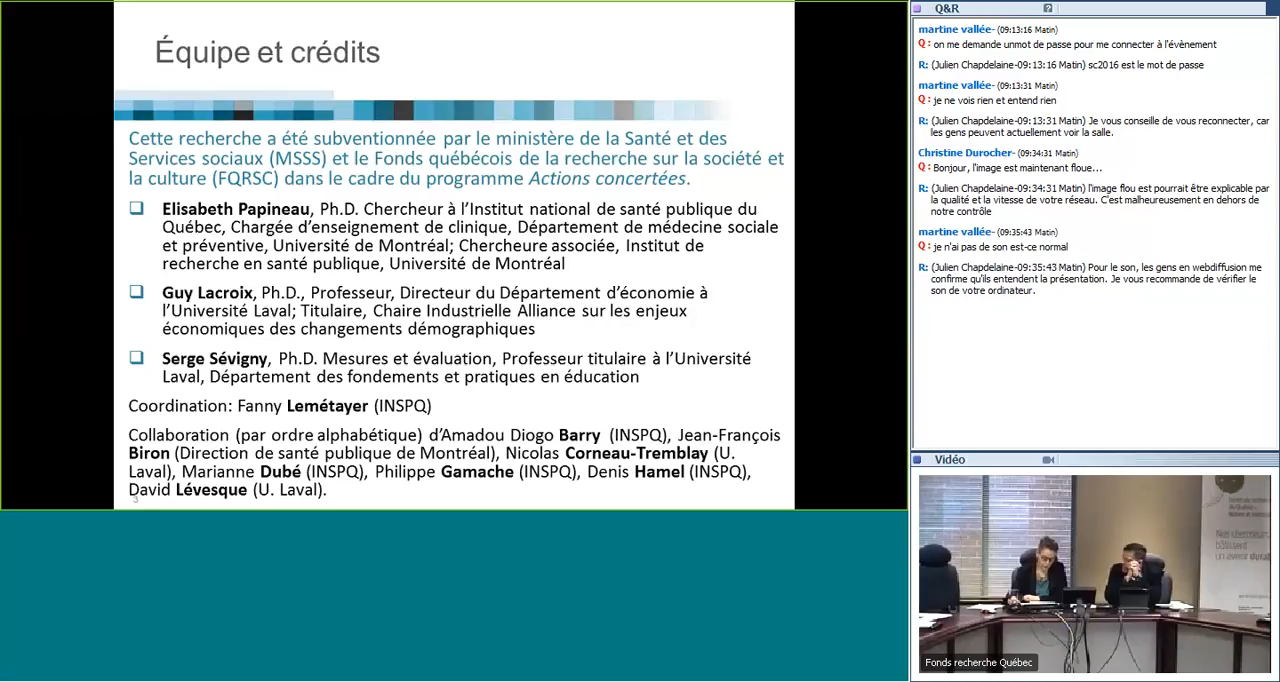 Équipe et crédits
Cette recherche a été subventionnée par le ministère de la Santé et des
Services sociaux (MSSS) et le Fonds québécois de la recherche sur la société et
la culture (FQRSC) dans le cadre du programme Actions concertées.
Elisabeth Papineau, Ph.D. Chercheur à l'Institut national de santé publique du
Québec, Chargée d'enseignement de clinique, Département de médecine sociale
et préventive, Université de Montréal; Chercheure associée, Institut de
recherche en santé publique, Université de Montréal
Guy Lacroix, Ph.D., Professeur, Directeur du Département d'économie à
l'Université Laval; Titulaire, Chaire Industrielle Alliance sur les enjeux
économiques des changements démographiques
Serge Sévigny, Ph.D. Mesures et évaluation, Professeur titulaire à l'Université
Laval, Département des fondements et pratiques en éducation
Coordination: Fanny Lemétayer (INSPQ)
Collaboration (par ordre alphabétique) d'Amadou Diogo Barry (INSPQ), Jean-François
Biron (Direction de santé publique de Montréal), Nicolas Corneau-Tremblay (U.
Laval), Marianne Dubé (INSPQ), Philippe Gamache (INSPQ), Denis Hamel (INSPQ),
David Lévesque (U. Laval).
3
Q&R
martine vallée- (09:13:16 Matin)
Q: on me demande unmot de passe pour me connecter à l'évènement
R: (Julien Chapdelaine-09:13:16 Matin) sc2016 est le mot de passe
martine vallée- (09:13:31 Matin)
Q: je ne vois rien et entend rien
R: (Julien Chapdelaine-09:13:31 Matin) Je vous conseille de vous reconnecter, car
les gens peuvent actuellement voir la salle.
Christine Durocher- (09:34:31 Matin)
Q: Bonjour, l'image est maintenant floue...
R: (Julien Chapdelaine-09:34:31 Matin) l'image flou est pourrait être explicable par
la qualité et la vitesse de votre réseau. C'est malheureusement en dehors de
notre contrôle
martine vallée- (09:35:43 Matin)
Q: je n'ai pas de son est-ce normal
R: (Julien Chapdelaine-09:35:43 Matin) Pour le son, les gens en webdiffusion me
confirme qu'ils entendent la présentation. Je vous recommande de vérifier le
son de votre ordinateur.
Vidéo
Nos chercheurs
bâtissent
un avenir durable
Fonds recherche Québec